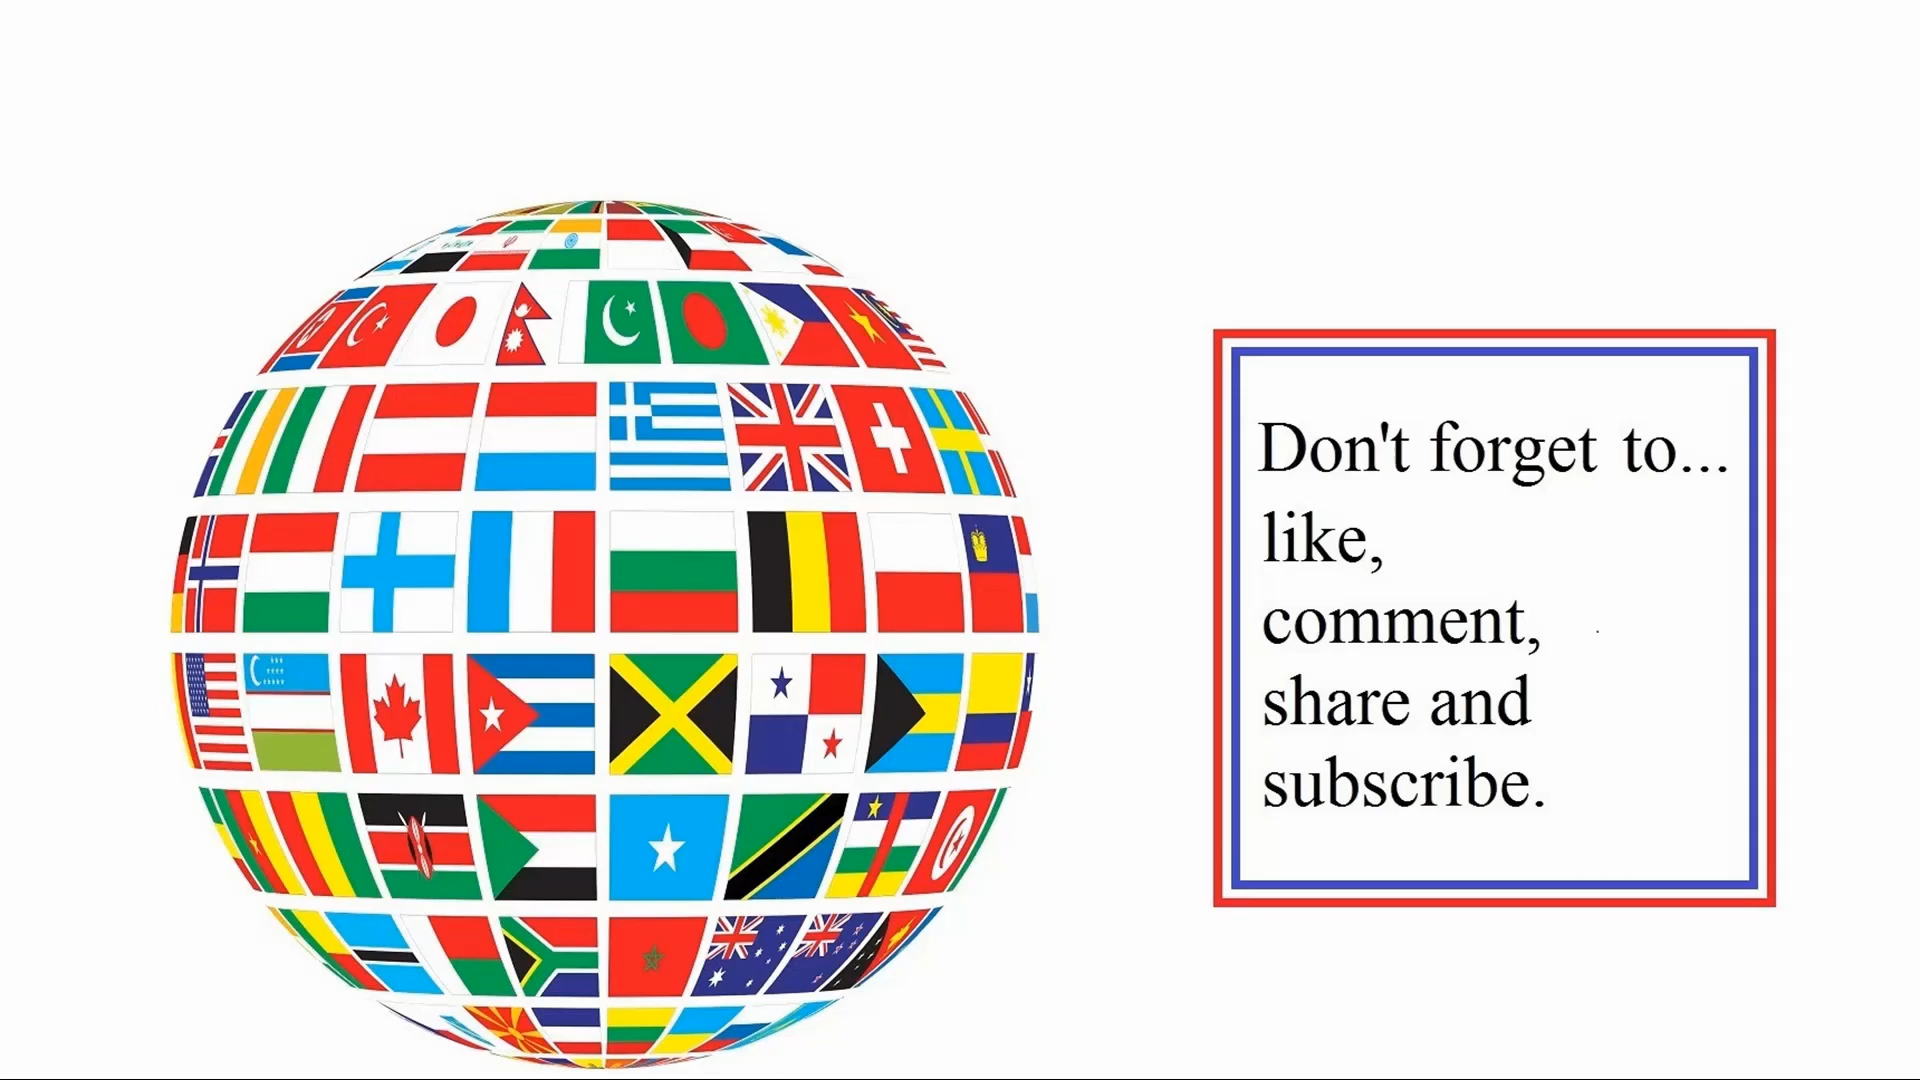 Don't forget to...
like,
comment,
share and
subscribe.